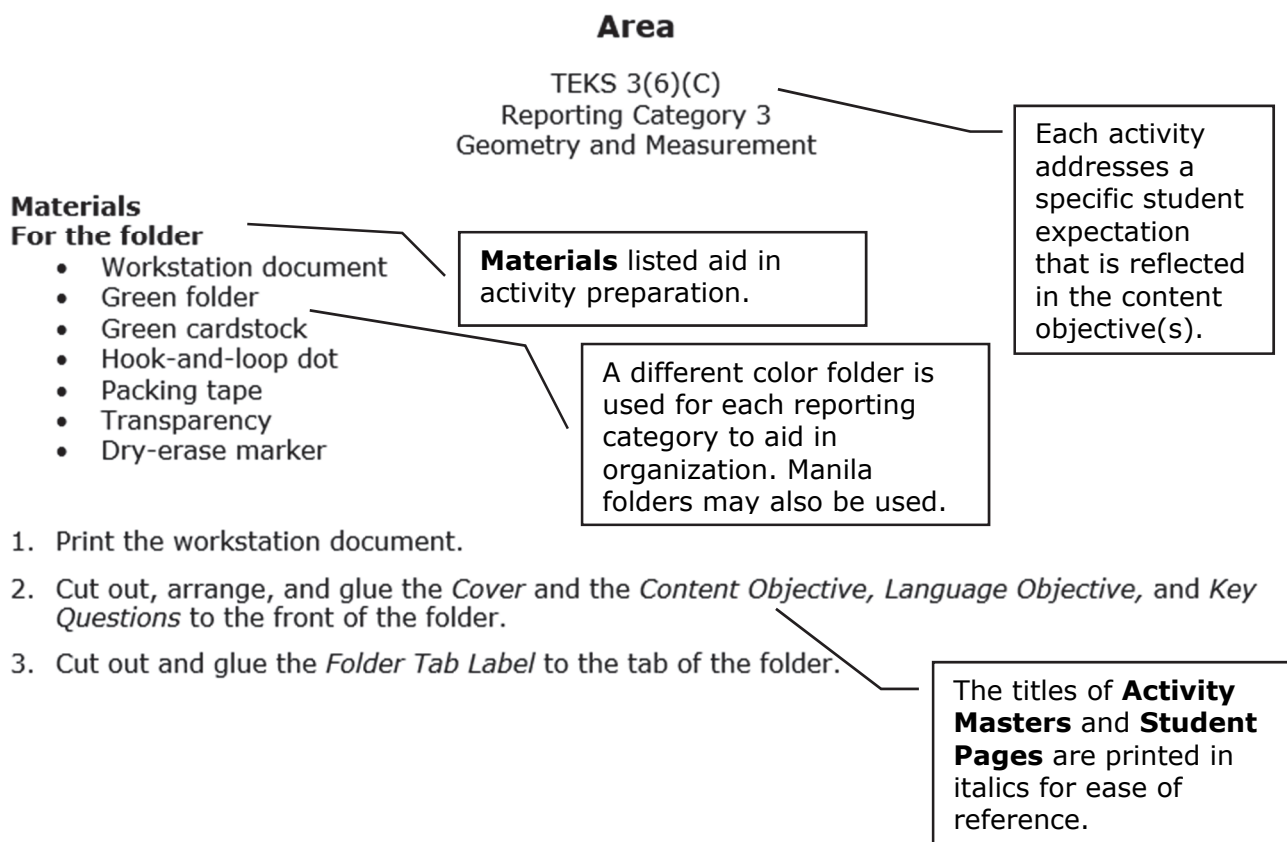 Area
TEKS 3(6)(C)
Reporting Category 3
Geometry and Measurement
Each activity
addresses a
specific student
expectation
that is reflected
in the content
objective(s).
Materials
For the folder
• Workstation document
• Green folder
• Green cardstock
• Hook-and-loop dot
• Packing tape
• Transparency
• Dry-erase marker
Materials listed aid in
activity preparation.
A different color folder is
used for each reporting
category to aid in
organization. Manila
folders may also be used.
1. Print the workstation document.
2. Cut out, arrange, and glue the Cover and the Content Objective, Language Objective, and Key
Questions to the front of the folder.
3. Cut out and glue the Folder Tab Label to the tab of the folder.
The titles of Activity
Masters and Student
Pages are printed in
italics for ease of
reference.